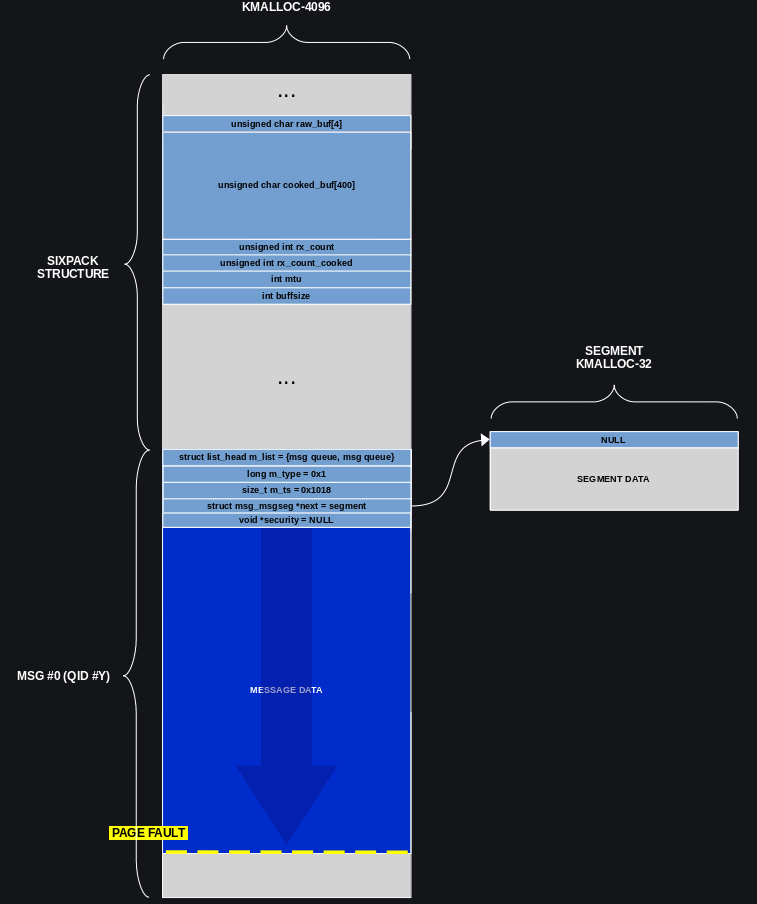 KMALLOC-4096
...
unsigned char raw_buf[4]
unsigned char cooked_buf[400]
unsigned int rx_count
unsigned int rx_count_cooked
int mtu
int buffsize
SIXPACK
STRUCTURE
...
SEGMENT
KMALLOC-32
NULL
SEGMENT DATA
struct list_head m_list = {msg queue, msg queue}
long m_type = 0x1
size_t m_ts = 0x1018
struct msg_msgseg *next = segment
void *security = NULL
MSG #0 (QID #Y)
MESSAGE DATA
PAGE FAULT